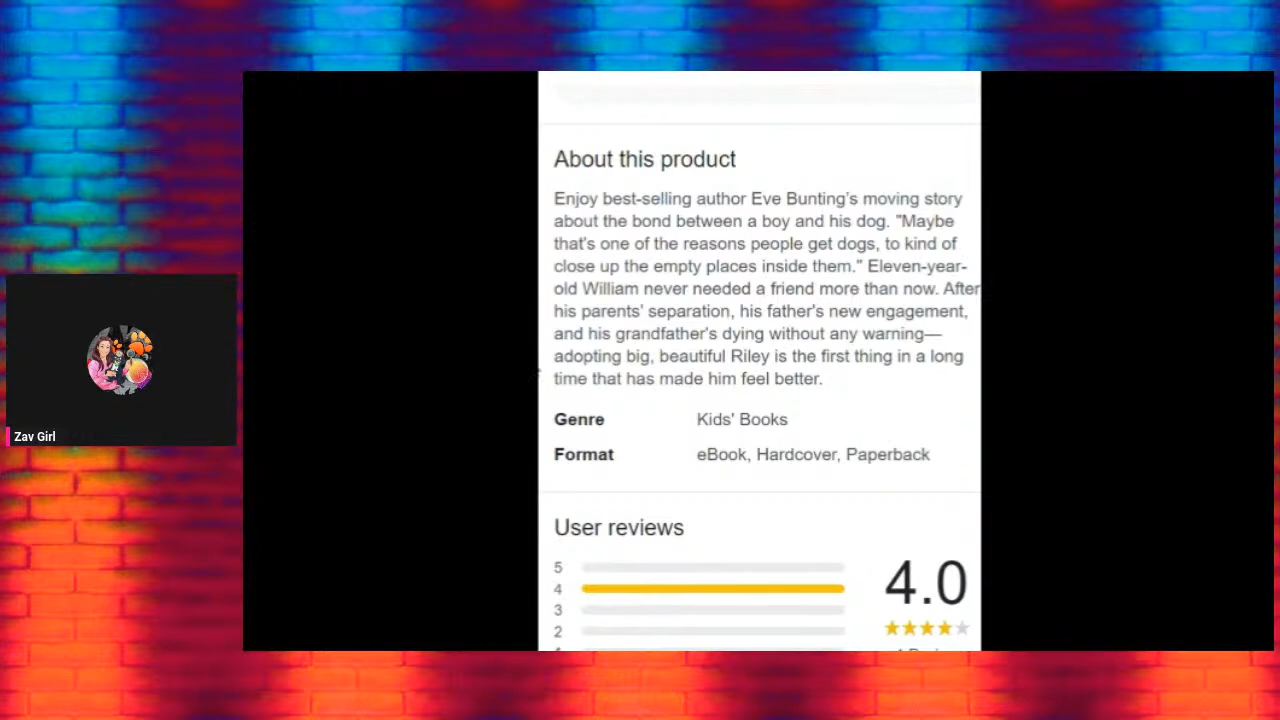 About this product
Enjoy best-selling author Eve Bunting's moving story
about the bond between a boy and his dog. "Maybe
that's one of the reasons people get dogs, to kind of
close up the empty places inside them." Eleven-year-
old William never needed a friend more than now. After
his parents' separation, his father's new engagement,
and his grandfather's dying without any warning—
adopting big, beautiful Riley is the first thing in a long
time that has made him feel better.
Genre Kids' Books
Format eBook, Hardcover, Paperback
User reviews
5
4
3
2
4.0
Zav Girl